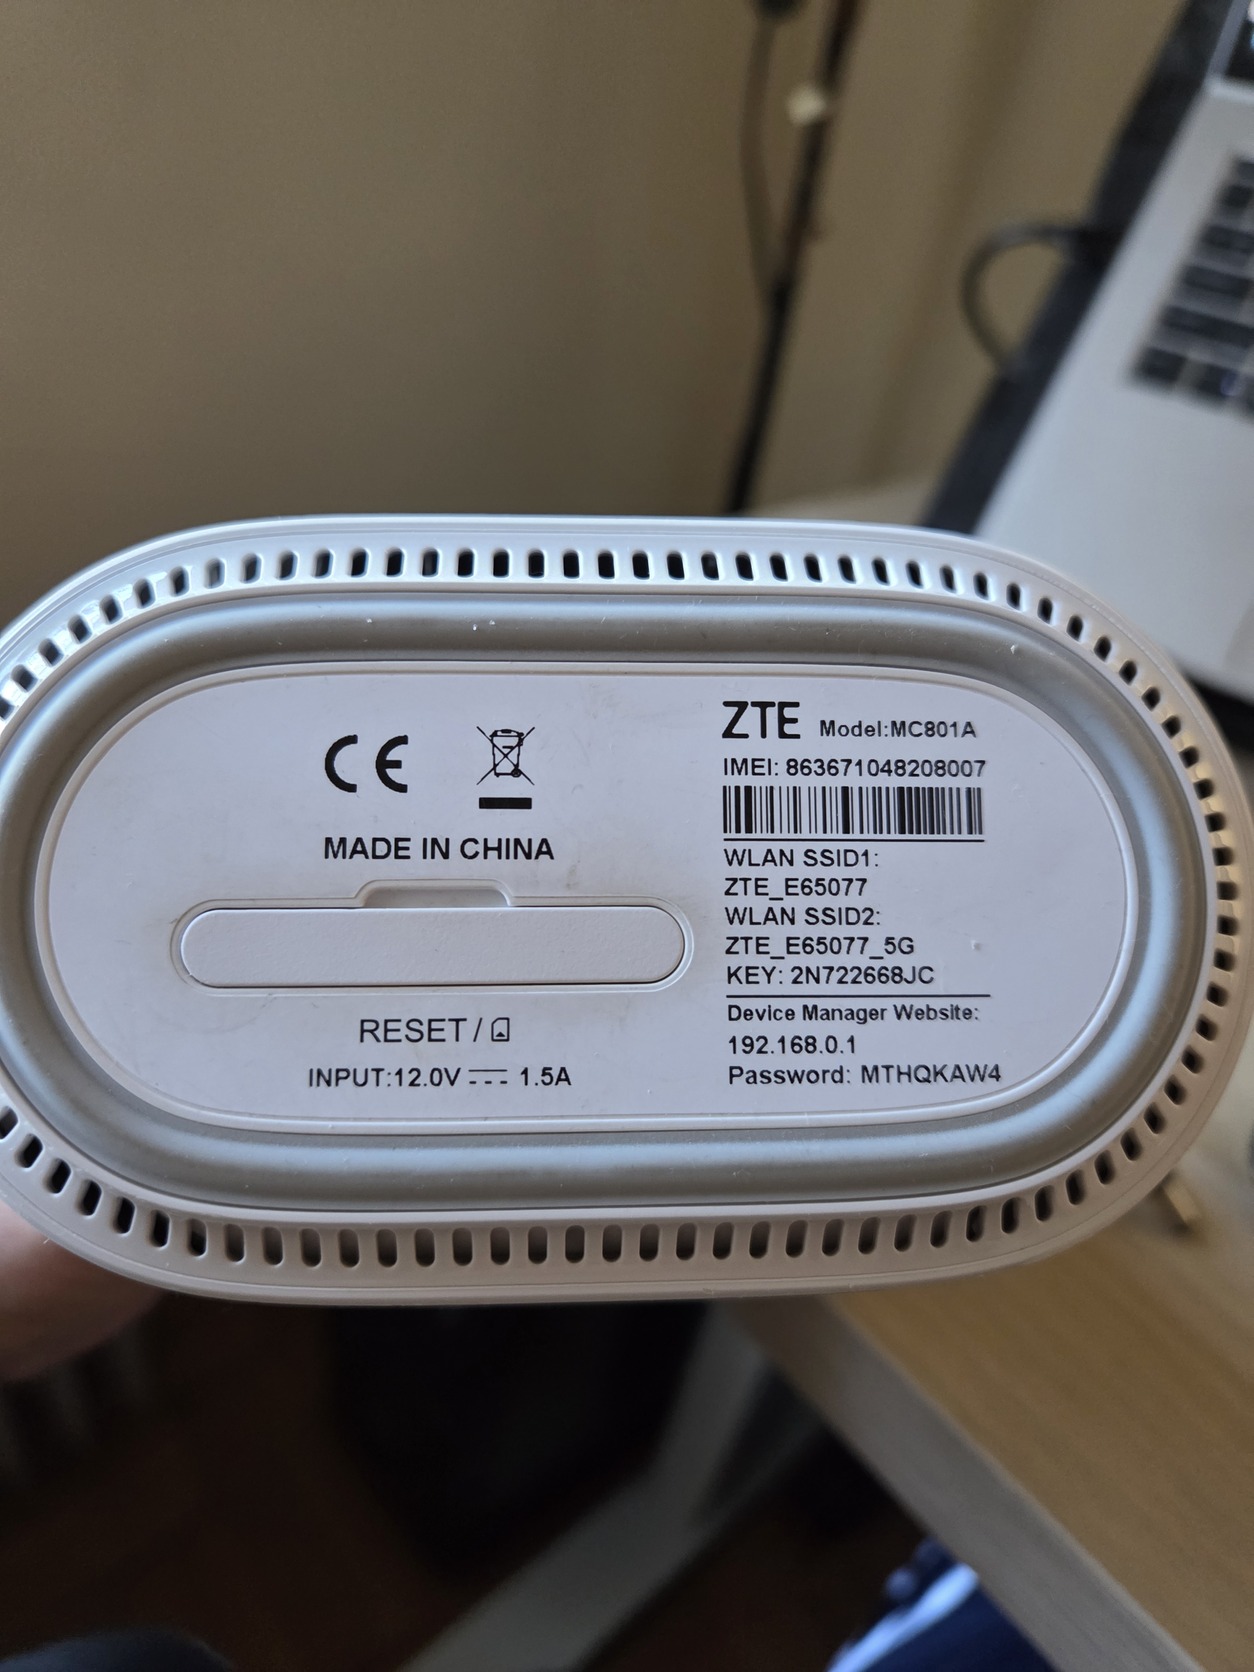 CE
MADE IN CHINA
RESET /
INPUT:12.0V 1.5A
ZTE Model:MC801A
IMEI: 863671048208007
WLAN SSID1:
ZTE_E65077
WLAN SSID2:
ZTE_E65077_5G
KEY: 2N722668JC
Device Manager Website:
192.168.0.1
Password: MTHQKAW4